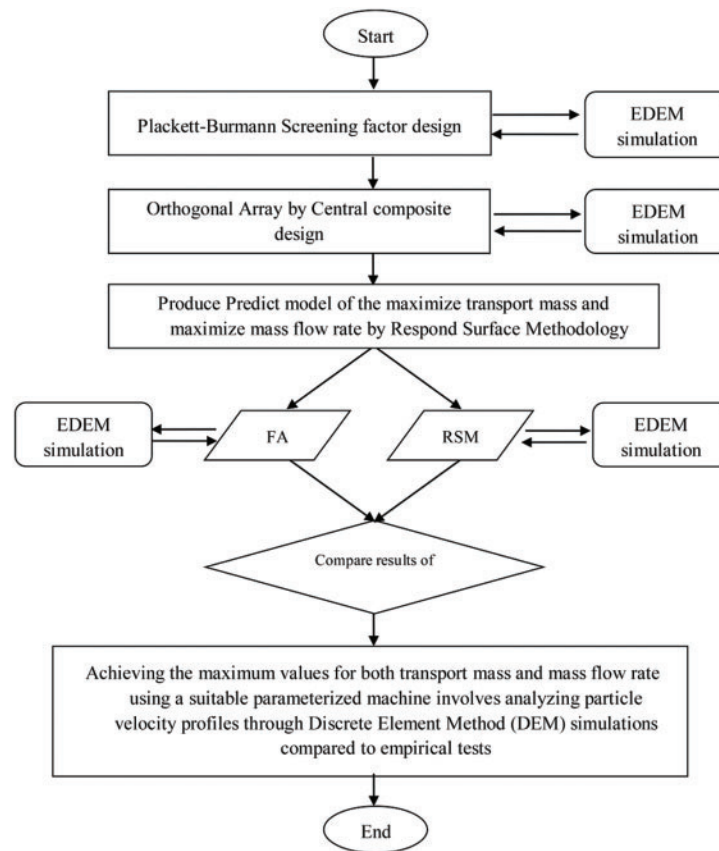 Start
Plackett-Burmann Screening factor design
EDEM
simulation
Orthogonal Array by Central composite
design
EDEM
simulation
Produce Predict model of the maximize transport mass and
maximize mass flow rate by Respond Surface Methodology
EDEM
simulation
FA
RSM
EDEM
simulation
Compare results of
Achieving the maximum values for both transport mass and mass flow rate
using a suitable parameterized machine involves analyzing particle
velocity profiles through Discrete Element Method (DEM) simulations
compared to empirical tests
End